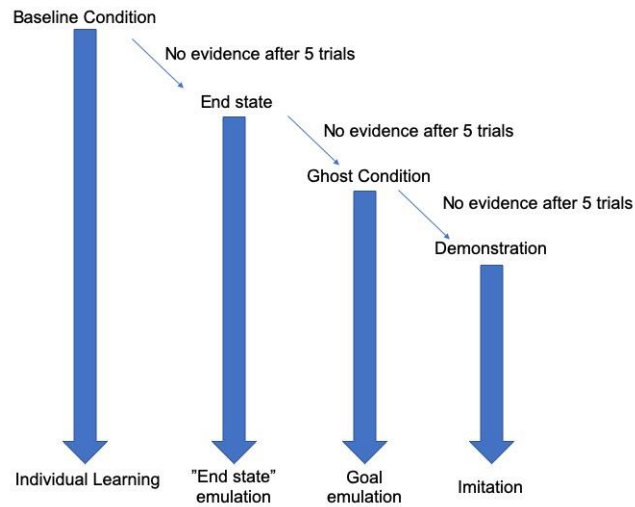 Baseline Condition
No evidence after 5 trials
End state
No evidence after 5 trials
Ghost Condition
No evidence after 5 trials
Demonstration
Individual Learning
”End state”
emulation
Goal
emulation
Imitation